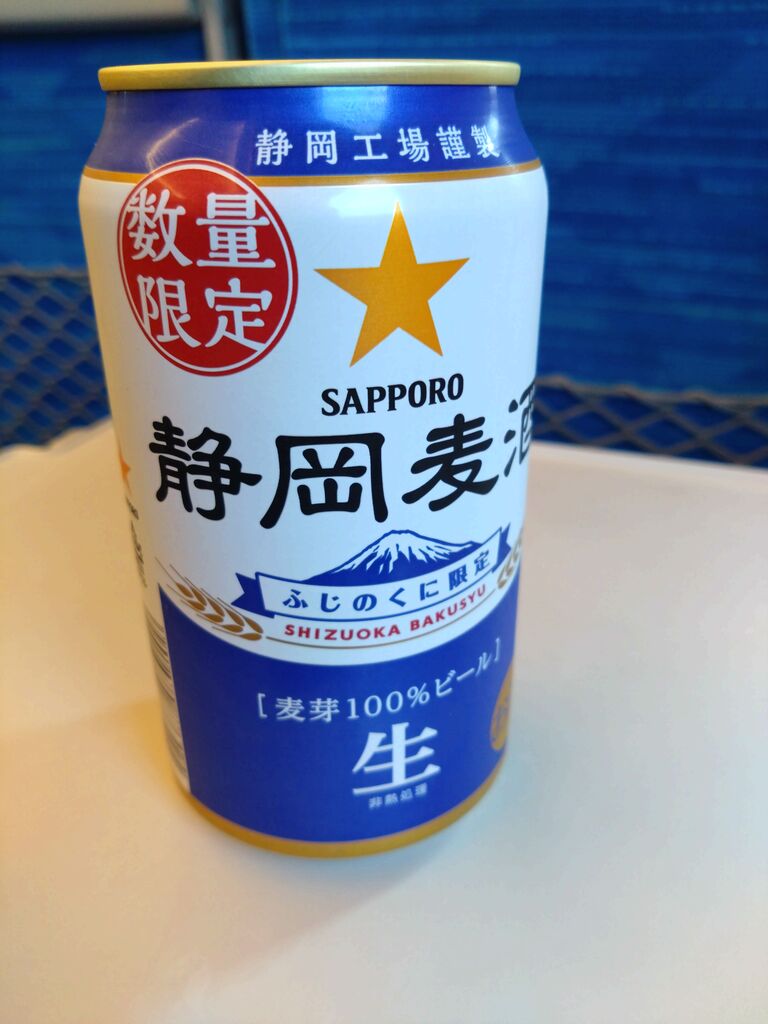 静岡工場謹製
数量
限定
SAPPORO
静岡麦酒
ふじのくに限定
SHIZUOKA BAKUSYU
[麦芽100%ビール]
生
非熱処理